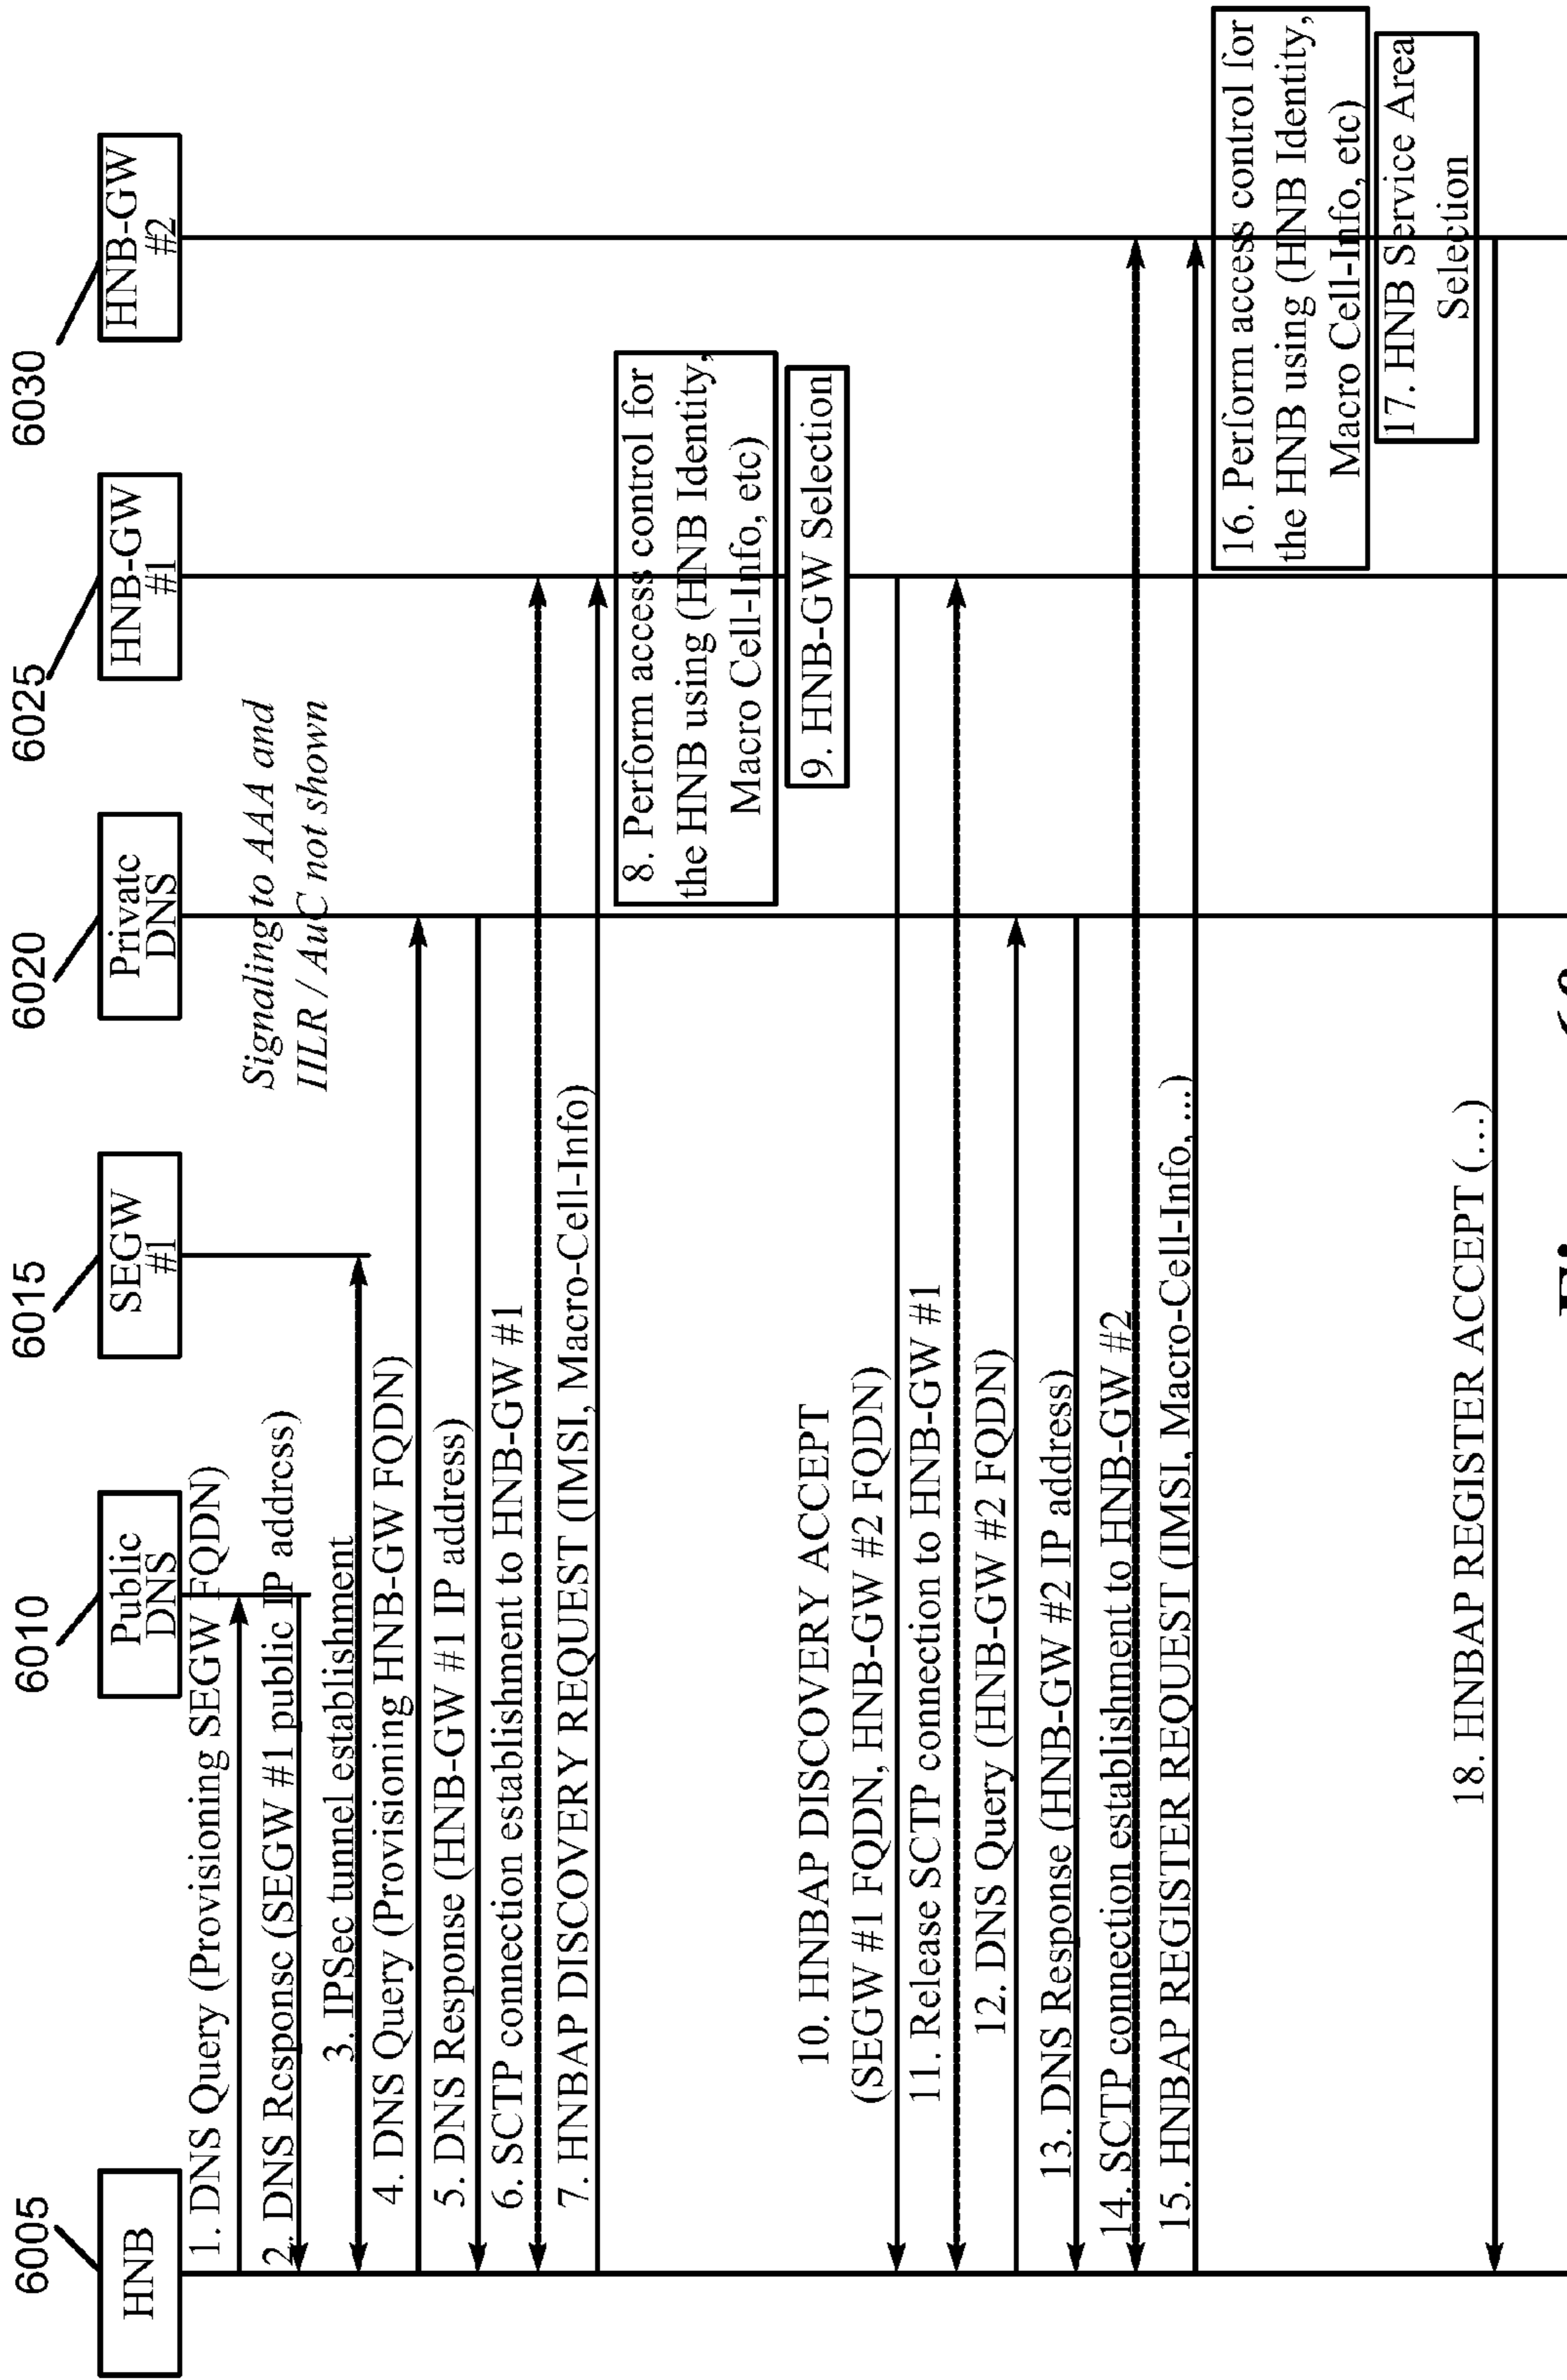 6005
6010
6015
6020
6025
6030
HNB
Public
DNS
SEGW
#1
Private
DNS
HNB-GW
#1
HNB-GW
#2
1. DNS Query (Provisioning SEGW FQDN)
Signaling to AAA and
HLR / AuC not shown
2. DNS Response (SEGW #1 public IP address)
3. IPSec tunnel establishment
4. DNS Query (Provisioning HNB-GW FQDN)
5. DNS Response (HNB-GW #1 IP address)
6. SCTP connection establishment to HNB-GW #1
7. HNBAP DISCOVERY REQUEST (IMSI, Macro-Cell-Info)
8. Perform access control for
the HNB using (HNB Identity,
Macro Cell-Info, etc)
9. HNB-GW Selection
10. HNBAP DISCOVERY ACCEPT
(SEGW #1 FQDN, HNB-GW #2 FQDN)
11. Release SCTP connection to HNB-GW #1
12. DNS Query (HNB-GW #2 FQDN)
13. DNS Response (HNB-GW #2 IP address)
14. SCTP connection establishment to HNB-GW #2
15. HNBAP REGISTER REQUEST (IMSI, Macro-Cell-Info, ...)
16. Perform access control for
the HNB using (HNB Identity,
Macro Cell-Info, etc)
17. HNB Service Area
Selection
18. HNBAP REGISTER ACCEPT (...)